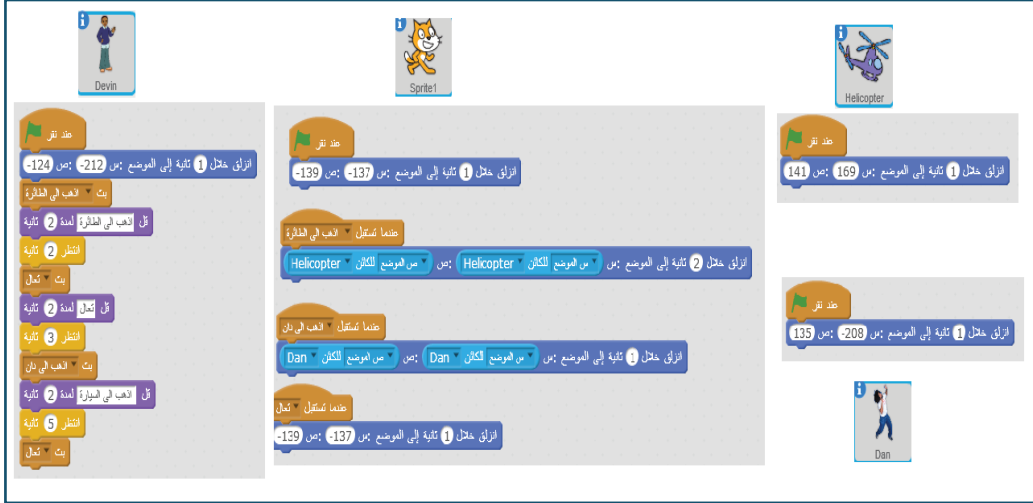 Devin
عند نقر
انزلق خلال 1 ثانية إلى الموضع :س -212 :ص -124
بث اذهب الى الطائرة
قل اذهب الى الطائرة لمدة 2 ثانية
انتظر 2 ثانية
بث تعال
قل تعال لمدة 2 ثانية
انتظر 3 ثانية
بث اذهب الى دان
قل اذهب الى السيارة لمدة 2 ثانية
انتظر 5 ثانية
بث تعال
Sprite1
عند نقر
انزلق خلال 1 ثانية إلى الموضع :س -137 :ص -139
عندما تستقبل اذهب الى الطائرة
انزلق خلال 2 ثانية إلى الموضع :س س الموضع للكائن Helicopter :ص ص الموضع للكائن Helicopter
عندما تستقبل اذهب الى دان
انزلق خلال 1 ثانية إلى الموضع :س س الموضع للكائن Dan :ص ص الموضع للكائن Dan
عندما تستقبل تعال
انزلق خلال 1 ثانية إلى الموضع :س -137 :ص -139
Helicopter
عند نقر
انزلق خلال 1 ثانية إلى الموضع :س 169 :ص 141
عند نقر
انزلق خلال 1 ثانية إلى الموضع :س -208 :ص 135
Dan